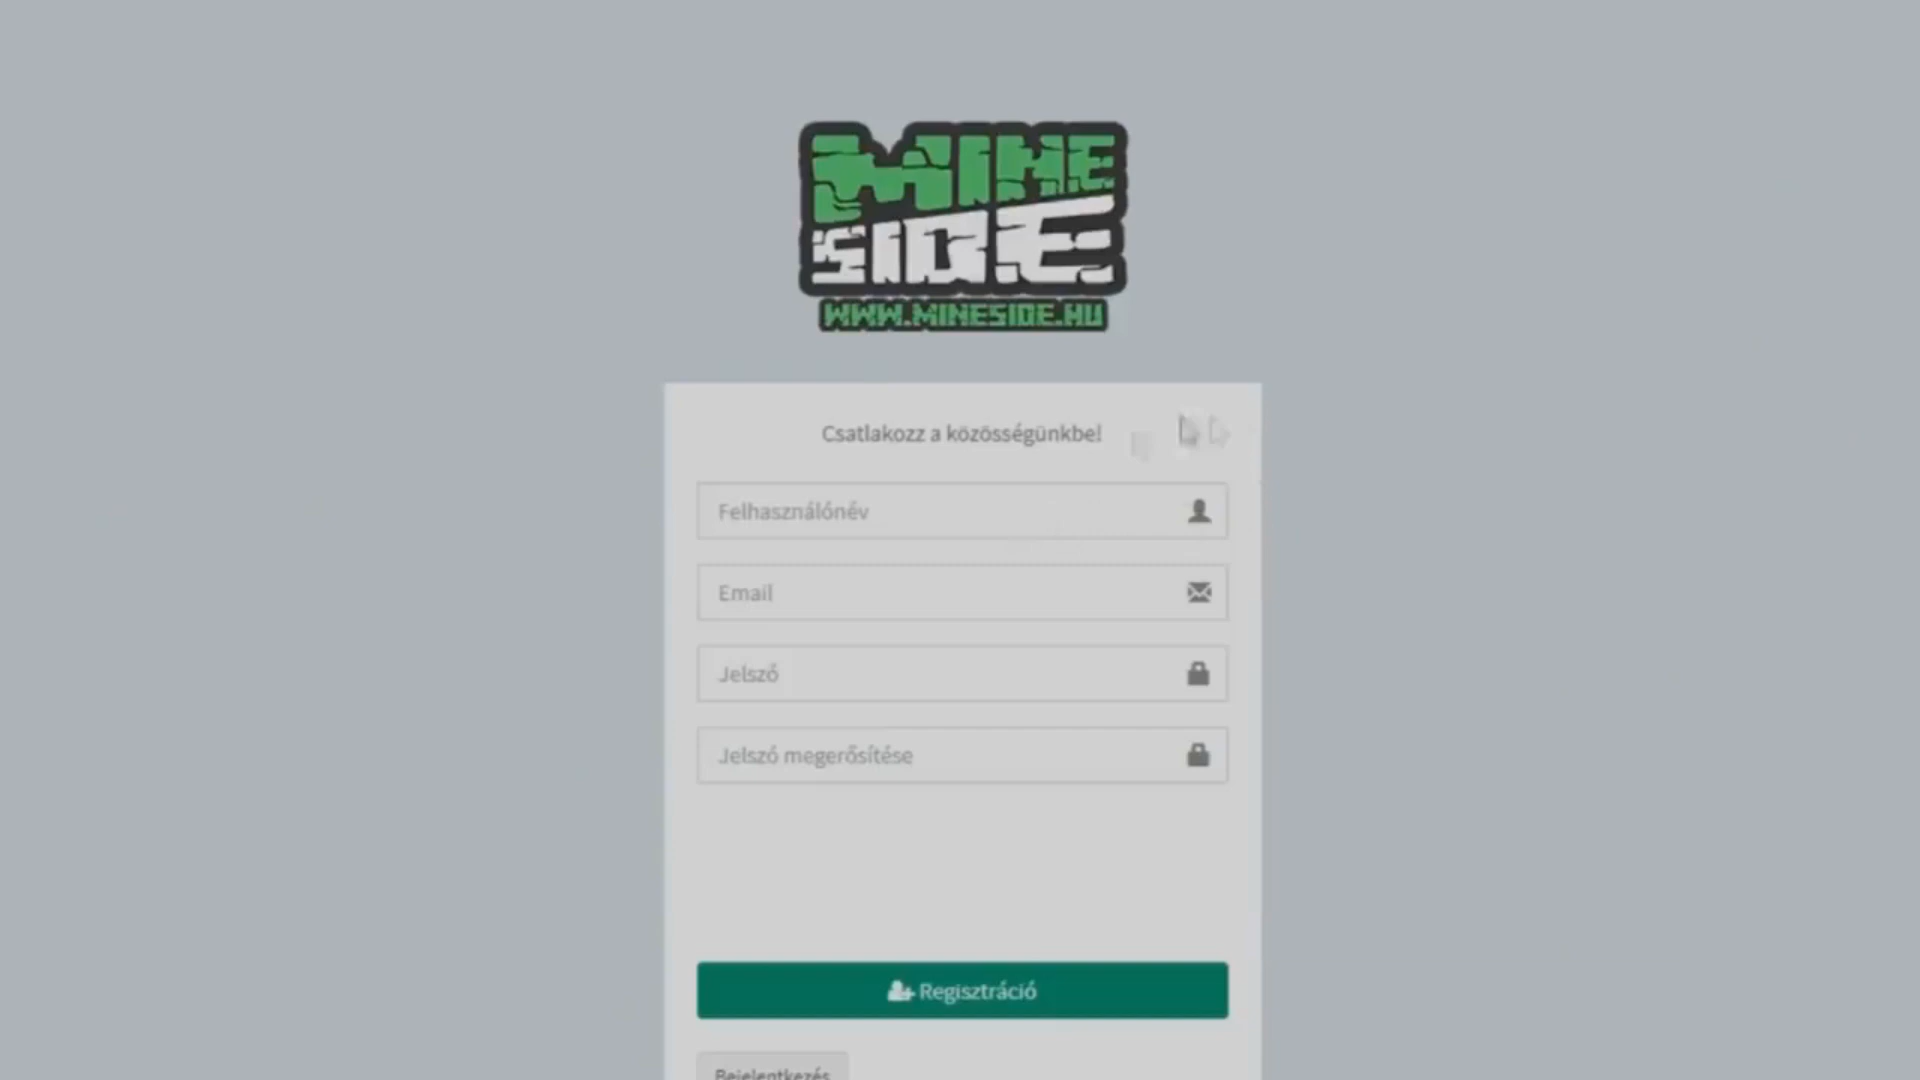 MINE
SIDE
WWW.MINESIDE.HU
Csatlakozz a közösségünkbe!
Felhasználónév
Email
Jelszó
Jelszó megerősítése
Regisztráció
Bejelentkezés